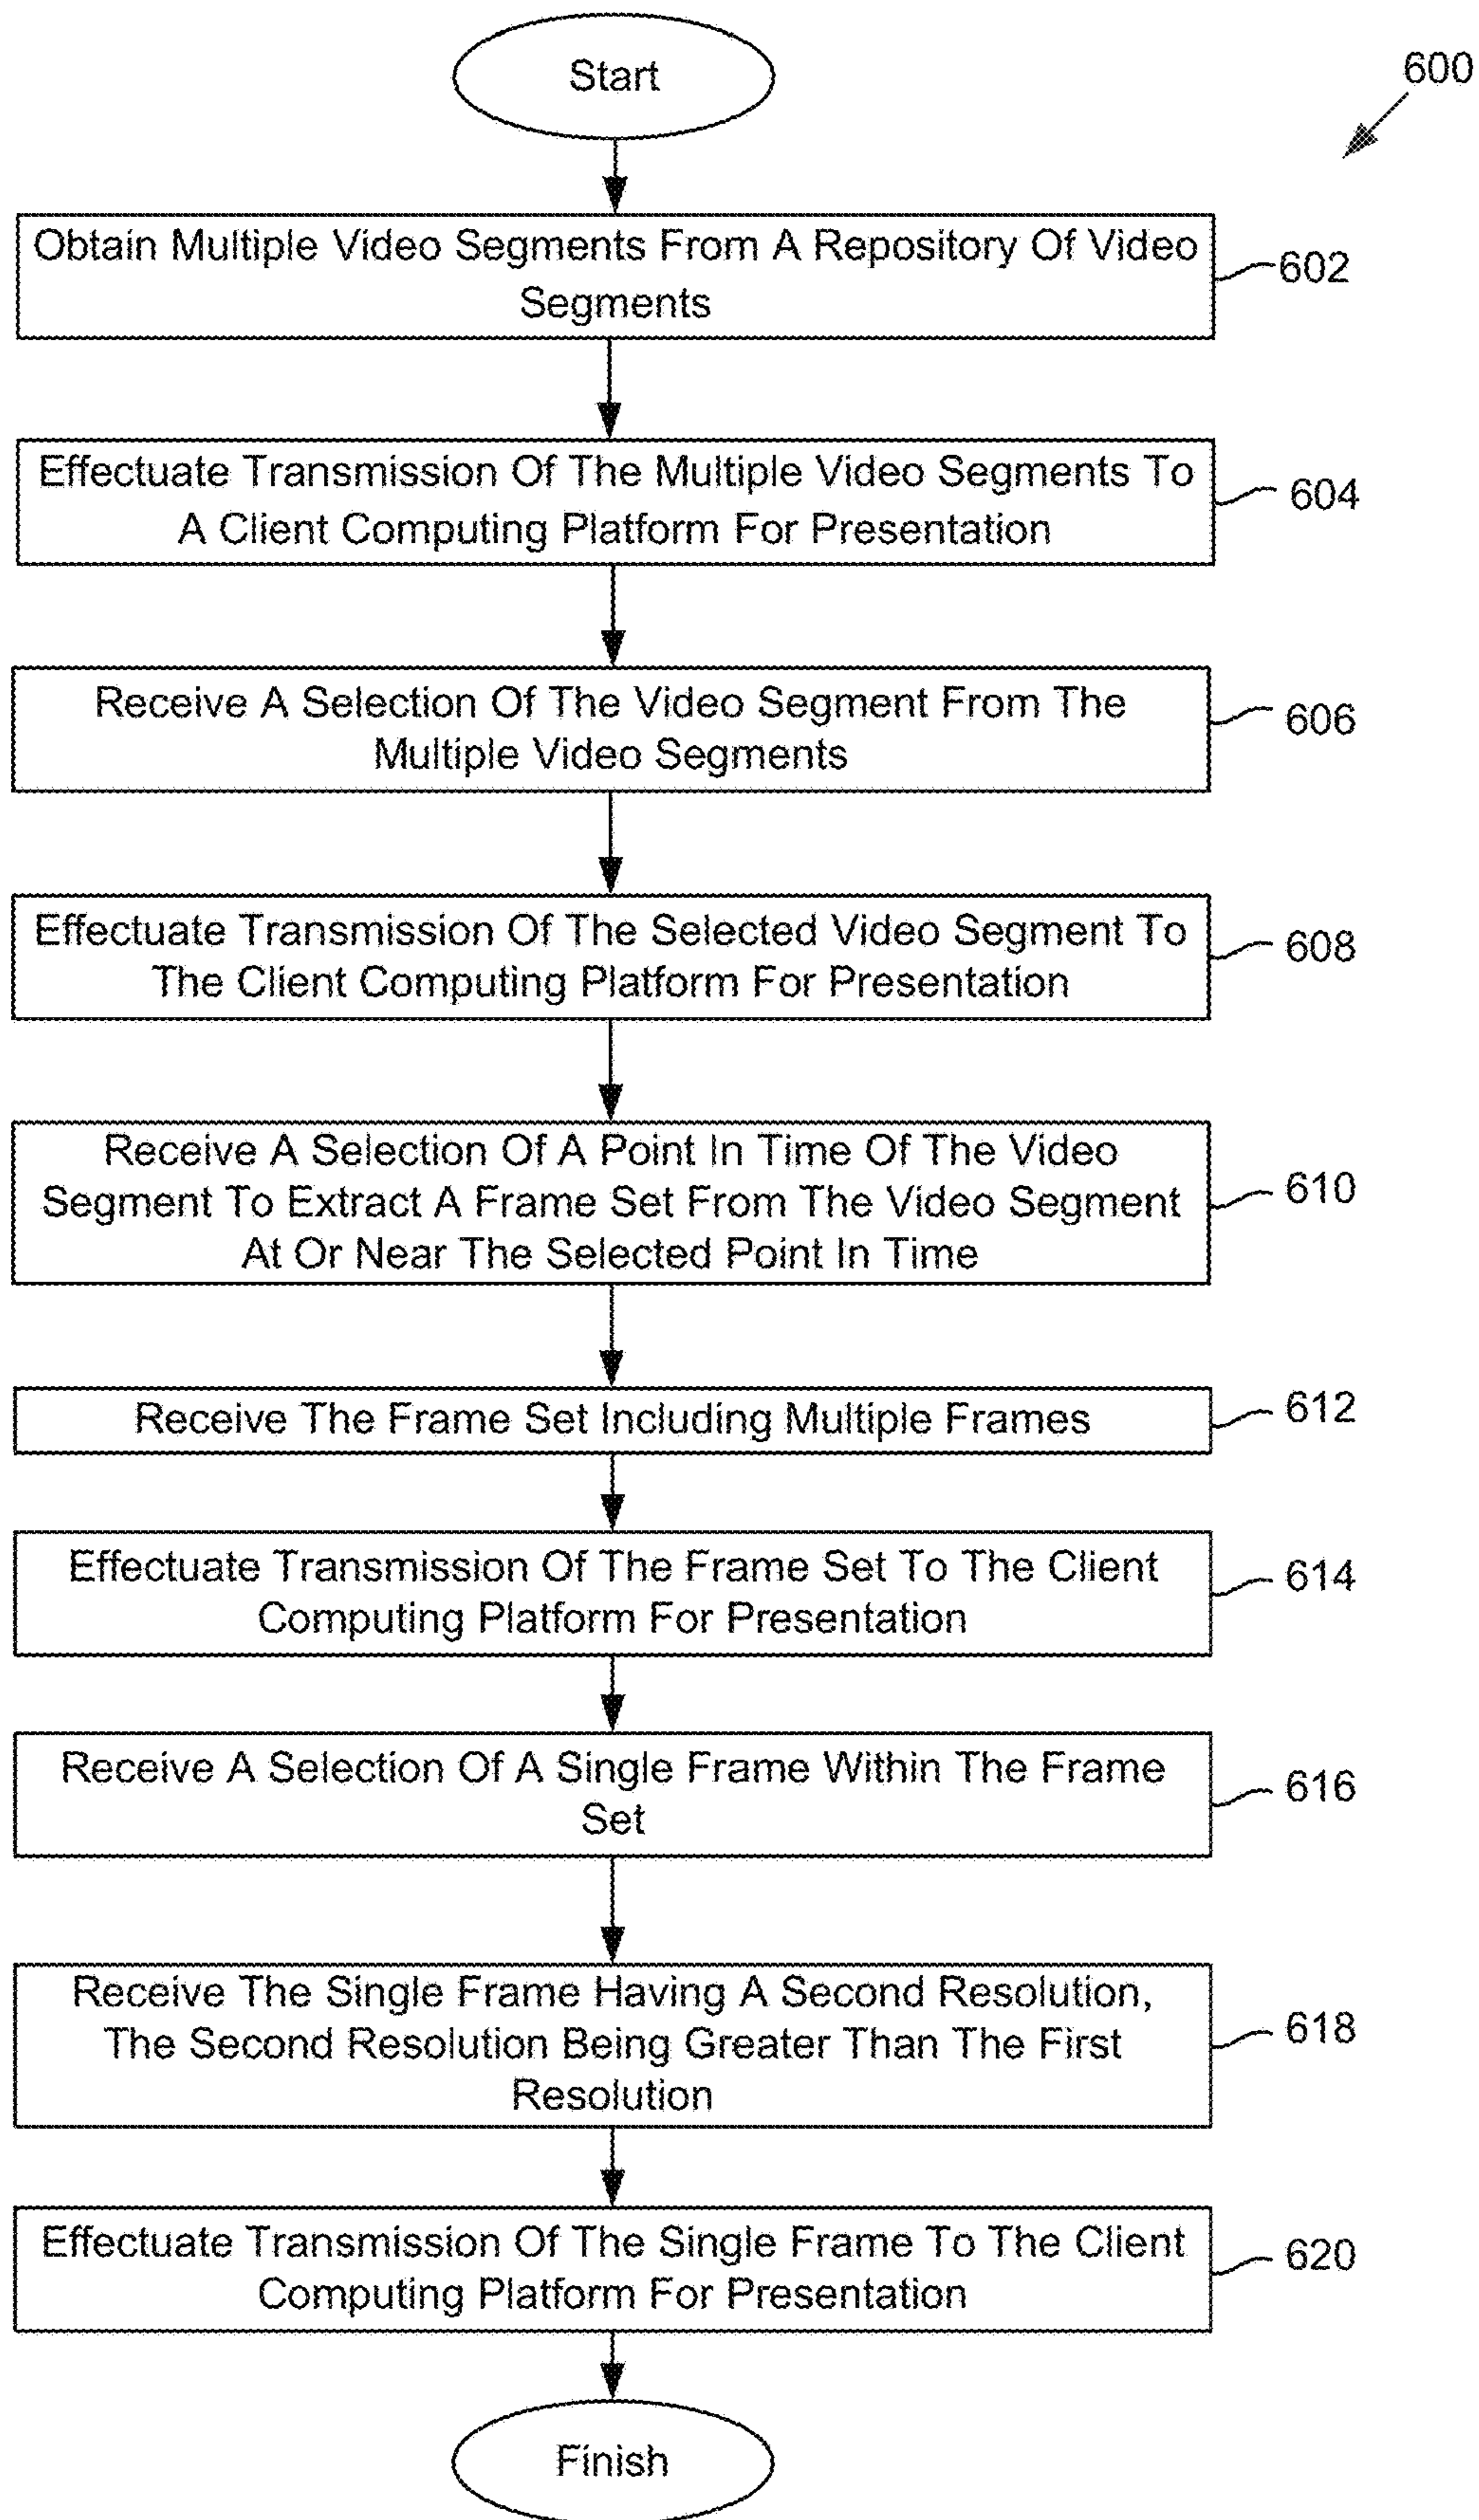 Start
600
Obtain Multiple Video Segments From A Repository Of Video
Segments
602
Effectuate Transmission Of The Multiple Video Segments To
A Client Computing Platform For Presentation
604
Receive A Selection Of The Video Segment From The
Multiple Video Segments
606
Effectuate Transmission Of The Selected Video Segment To
The Client Computing Platform For Presentation
608
Receive A Selection Of A Point In Time Of The Video
Segment To Extract A Frame Set From The Video Segment
At Or Near The Selected Point In Time
610
Receive The Frame Set Including Multiple Frames
612
Effectuate Transmission Of The Frame Set To The Client
Computing Platform For Presentation
614
Receive A Selection Of A Single Frame Within The Frame
Set
616
Receive The Single Frame Having A Second Resolution,
The Second Resolution Being Greater Than The First
Resolution
618
Effectuate Transmission Of The Single Frame To The Client
Computing Platform For Presentation
620
Finish